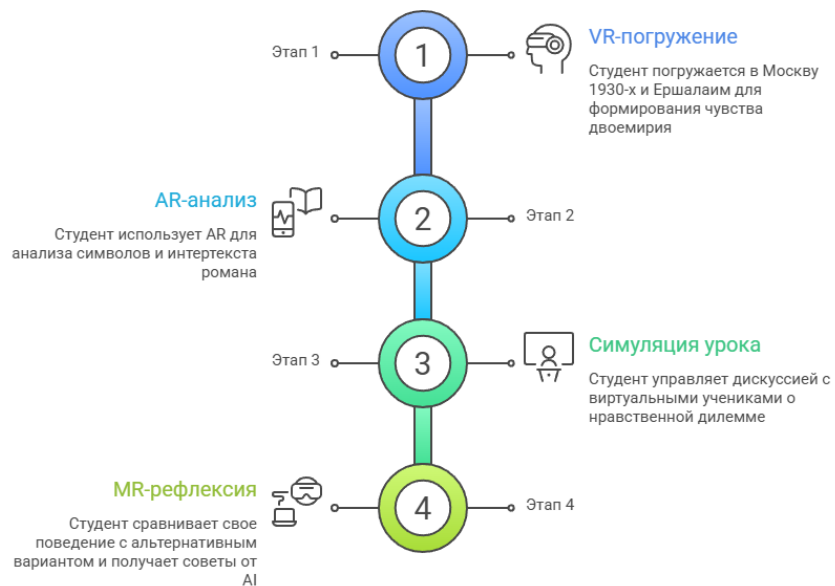 Этап 1
1
VR-погружение
Студент погружается в Москву
1930-х и Ершалаим для
формирования чувства
двоемирия
AR-анализ
Студент использует AR для
анализа символов и интертекста
романа
2
Этап 2
Этап 3
3
Симуляция урока
Студент управляет дискуссией с
виртуальными учениками о
нравственной дилемме
MR-рефлексия
Студент сравнивает свое
поведение с альтернативным
вариантом и получает советы от
AI
4
Этап 4